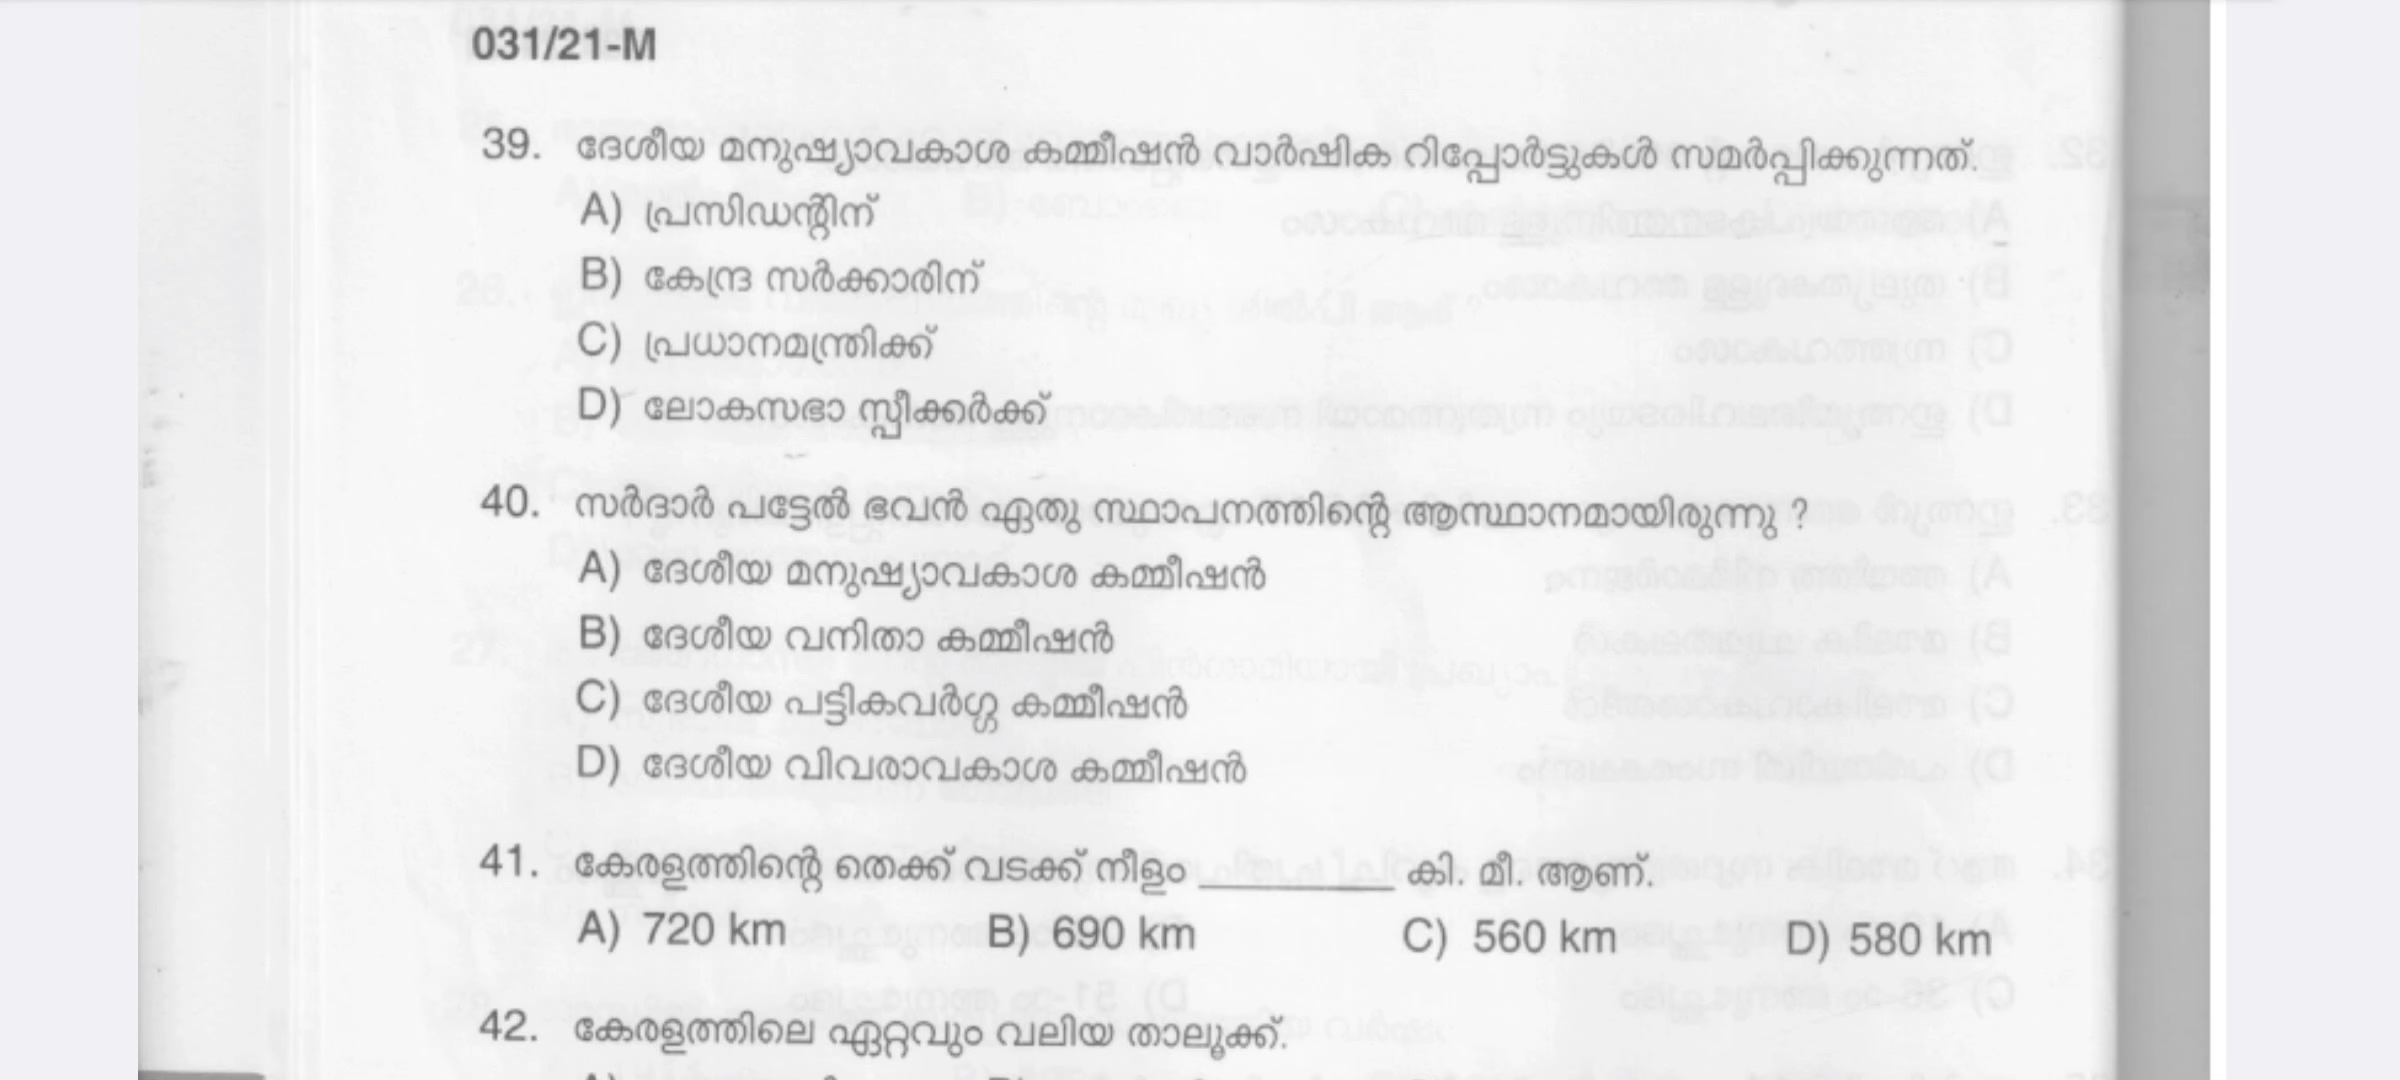 031/21-M
39. ദേശീയ മനുഷ്യാവകാശ കമ്മീഷൻ വാർഷിക റിപ്പോർട്ടുകൾ സമർപ്പിക്കുന്നത്.
A) പ്രസിഡന്റിന്
B) കേന്ദ്ര സർക്കാരിന്
C) പ്രധാനമന്ത്രിക്ക്
D) ലോകസഭാ സ്പീക്കർക്ക്
40. സർദാർ പട്ടേൽ ഭവൻ ഏതു സ്ഥാപനത്തിന്റെ ആസ്ഥാനമായിരുന്നു ?
A) ദേശീയ മനുഷ്യാവകാശ കമ്മീഷൻ
B) ദേശീയ വനിതാ കമ്മീഷൻ
C) ദേശീയ പട്ടികവർഗ്ഗ കമ്മീഷൻ
D) ദേശീയ വിവരാവകാശ കമ്മീഷൻ
41. കേരളത്തിന്റെ തെക്ക് വടക്ക് നീളം ________ കി. മീ. ആണ്.
A) 720 km B) 690 km C) 560 km D) 580 km
42. കേരളത്തിലെ ഏറ്റവും വലിയ താലൂക്ക്.